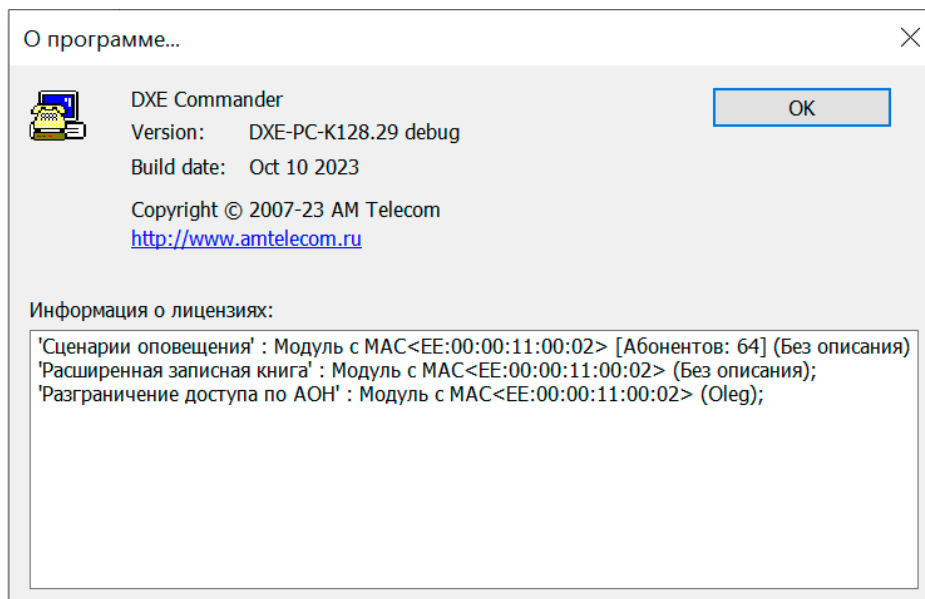 О программе...
DXE Commander
OK
Version: DXE-PC-K128.29 debug
Build date: Oct 10 2023
Copyright © 2007-23 AM Telecom
http://www.amtelecom.ru
Информация о лицензиях:
'Сценарии оповещения' : Модуль с MAC<EE:00:00:11:00:02> [Абонентов: 64] (Без описания)
'Расширенная записная книга' : Модуль с MAC<EE:00:00:11:00:02> (Без описания);
'Разграничение доступа по АОН' : Модуль с MAC<EE:00:00:11:00:02> (Oleg);